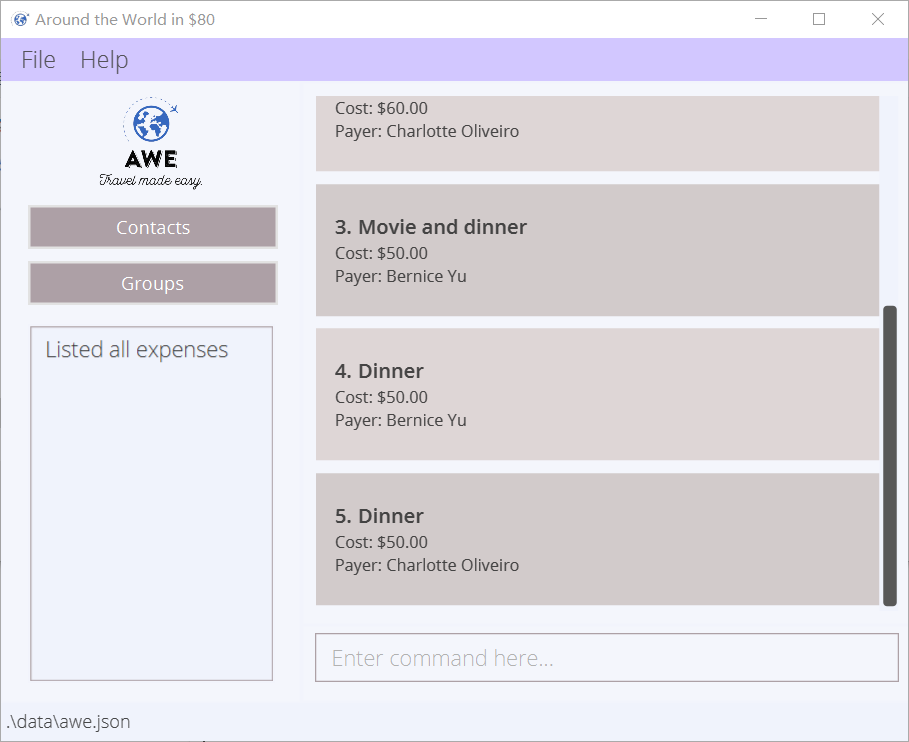 Around the World in $80
File Help
AWE
Travel made easy.
Contacts
Groups
Listed all expenses
Cost: $60.00
Payer: Charlotte Oliveiro
3. Movie and dinner
Cost: $50.00
Payer: Bernice Yu
4. Dinner
Cost: $50.00
Payer: Bernice Yu
5. Dinner
Cost: $50.00
Payer: Charlotte Oliveiro
Enter command here...
.\data\awe.json